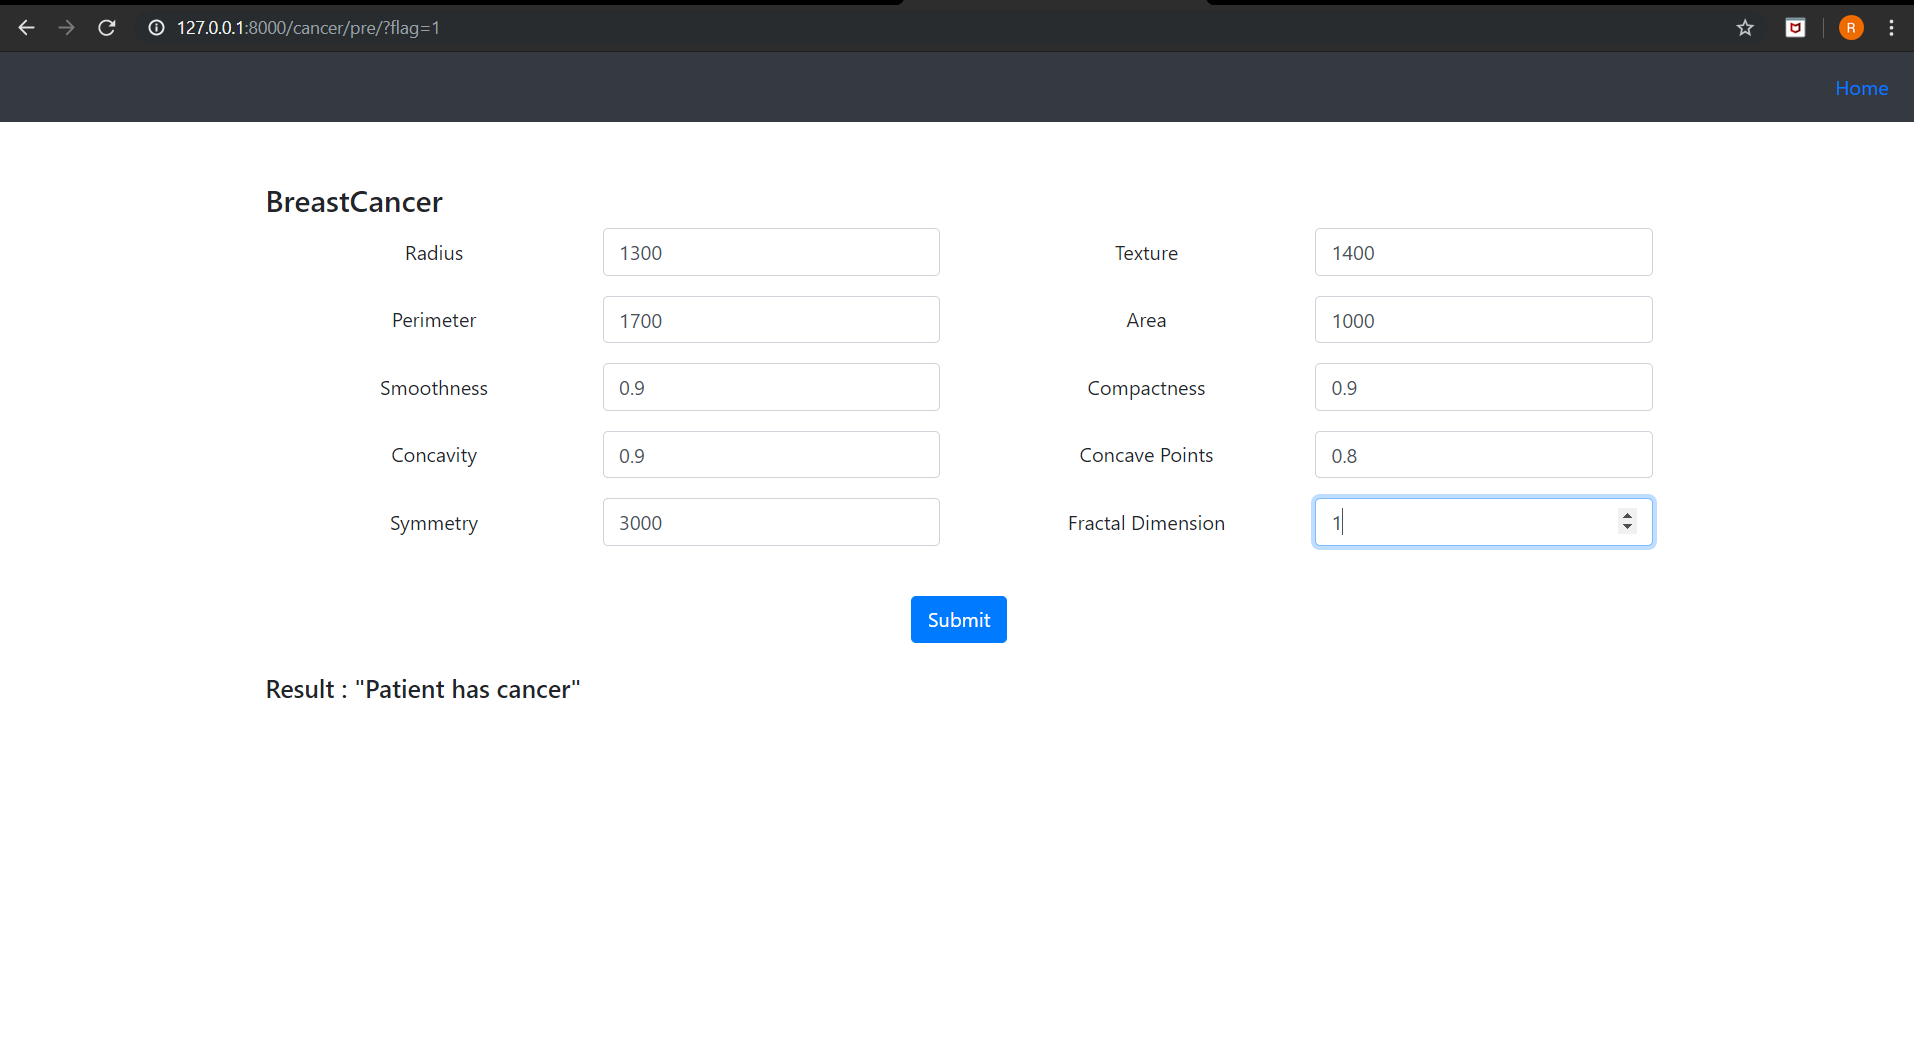 127.0.0.1:8000/cancer/pre/?flag=1
R
Home
BreastCancer
Radius 1300 Texture 1400
Perimeter 1700 Area 1000
Smoothness 0.9 Compactness 0.9
Concavity 0.9 Concave Points 0.8
Symmetry 3000 Fractal Dimension 1
Submit
Result : "Patient has cancer"